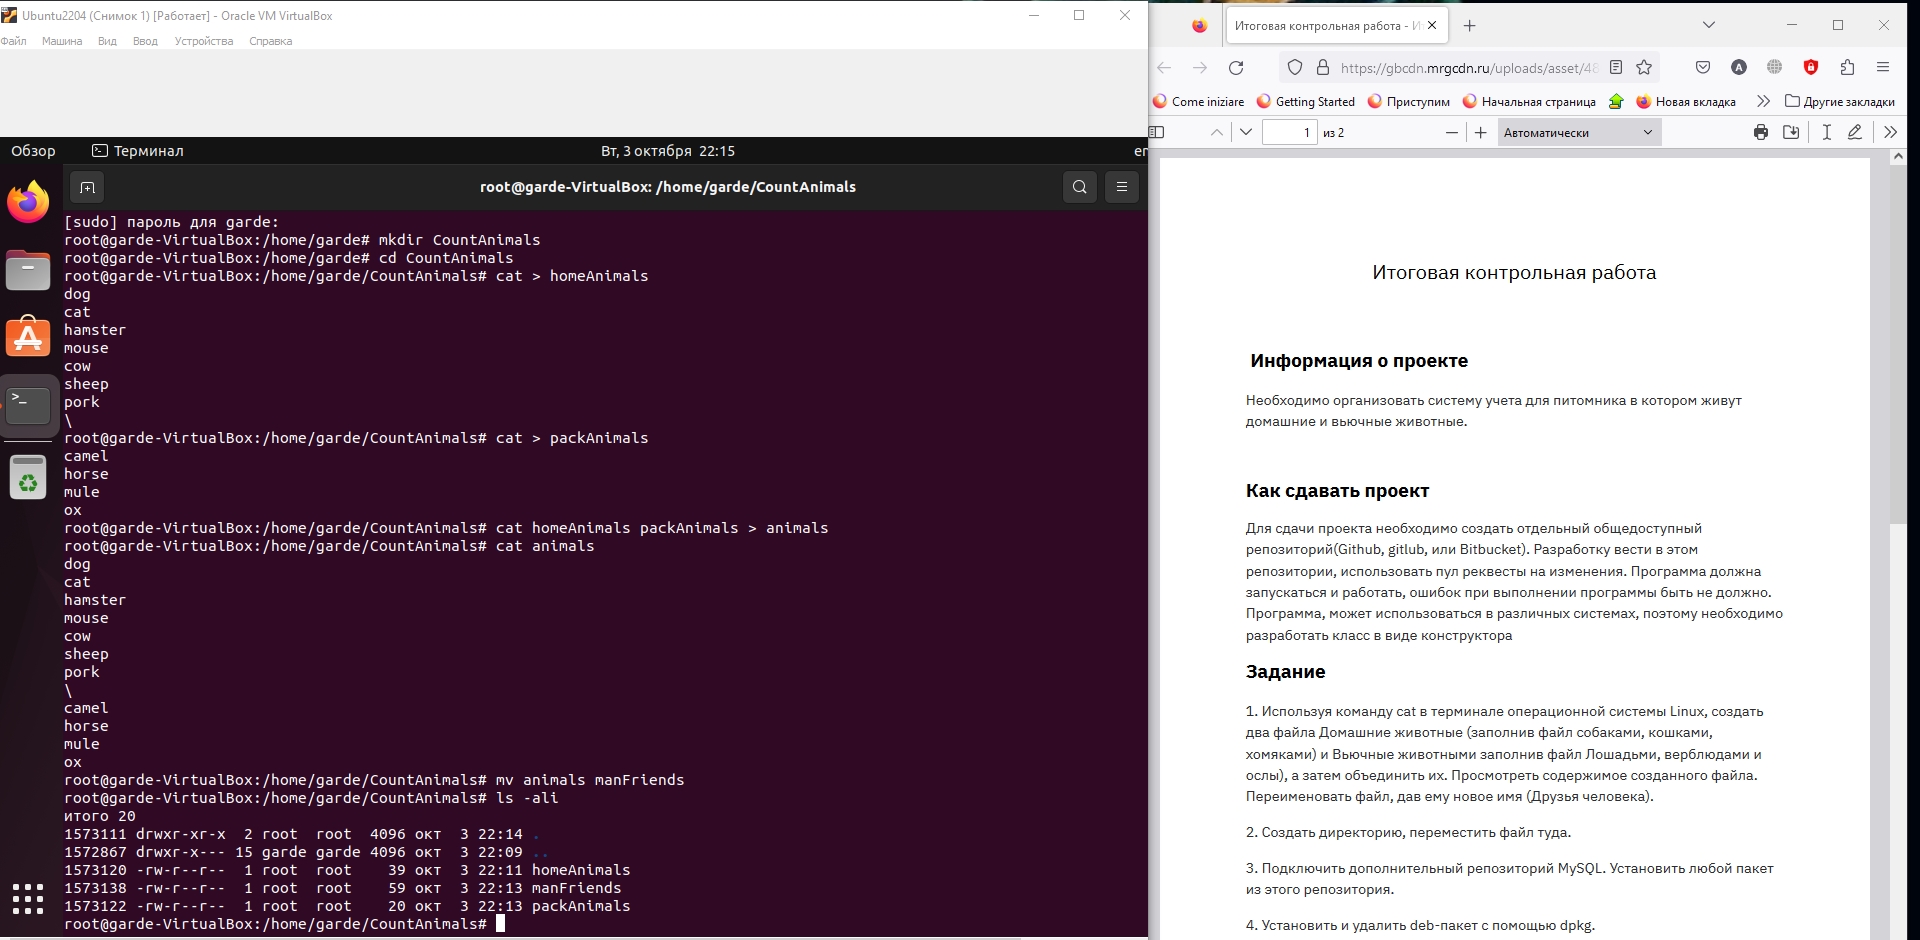 Ubuntu2204 (Снимок 1) [Работает] - Oracle VM VirtualBox
Файл Машина Вид Ввод Устройства Справка
Обзор Терминал Вт, 3 октября 22:15 en
root@garde-VirtualBox: /home/garde/CountAnimals
[sudo] пароль для garde:
root@garde-VirtualBox:/home/garde# mkdir CountAnimals
root@garde-VirtualBox:/home/garde# cd CountAnimals
root@garde-VirtualBox:/home/garde/CountAnimals# cat > homeAnimals
dog
cat
hamster
mouse
cow
sheep
pork
\
root@garde-VirtualBox:/home/garde/CountAnimals# cat > packAnimals
camel
horse
mule
ox
root@garde-VirtualBox:/home/garde/CountAnimals# cat homeAnimals packAnimals > animals
root@garde-VirtualBox:/home/garde/CountAnimals# cat animals
dog
cat
hamster
mouse
cow
sheep
pork
\
camel
horse
mule
ox
root@garde-VirtualBox:/home/garde/CountAnimals# mv animals manFriends
root@garde-VirtualBox:/home/garde/CountAnimals# ls -ali
итого 20
1573111 drwxr-xr-x 2 root root 4096 окт 3 22:14 .
1572867 drwxr-x--- 15 garde garde 4096 окт 3 22:09 ..
1573120 -rw-r--r-- 1 root root 39 окт 3 22:11 homeAnimals
1573138 -rw-r--r-- 1 root root 59 окт 3 22:13 manFriends
1573122 -rw-r--r-- 1 root root 20 окт 3 22:13 packAnimals
root@garde-VirtualBox:/home/garde/CountAnimals#
Итоговая контрольная работа - И
https://gbcdn.mrgcdn.ru/uploads/asset/48
Come iniziare Getting Started Приступим Начальная страница Новая вкладка Другие закладки
1 из 2 Автоматически
Итоговая контрольная работа
Информация о проекте
Необходимо организовать систему учета для питомника в котором живут
домашние и вьючные животные.
Как сдавать проект
Для сдачи проекта необходимо создать отдельный общедоступный
репозиторий(Github, gitlub, или Bitbucket). Разработку вести в этом
репозитории, использовать пул реквесты на изменения. Программа должна
запускаться и работать, ошибок при выполнении программы быть не должно.
Программа, может использоваться в различных системах, поэтому необходимо
разработать класс в виде конструктора
Задание
1. Используя команду cat в терминале операционной системы Linux, создать
два файла Домашние животные (заполнив файл собаками, кошками,
хомяками) и Вьючные животными заполнив файл Лошадьми, верблюдами и
ослы), а затем объединить их. Просмотреть содержимое созданного файла.
Переименовать файл, дав ему новое имя (Друзья человека).
2. Создать директорию, переместить файл туда.
3. Подключить дополнительный репозиторий MySQL. Установить любой пакет
из этого репозитория.
4. Установить и удалить deb-пакет с помощью dpkg.